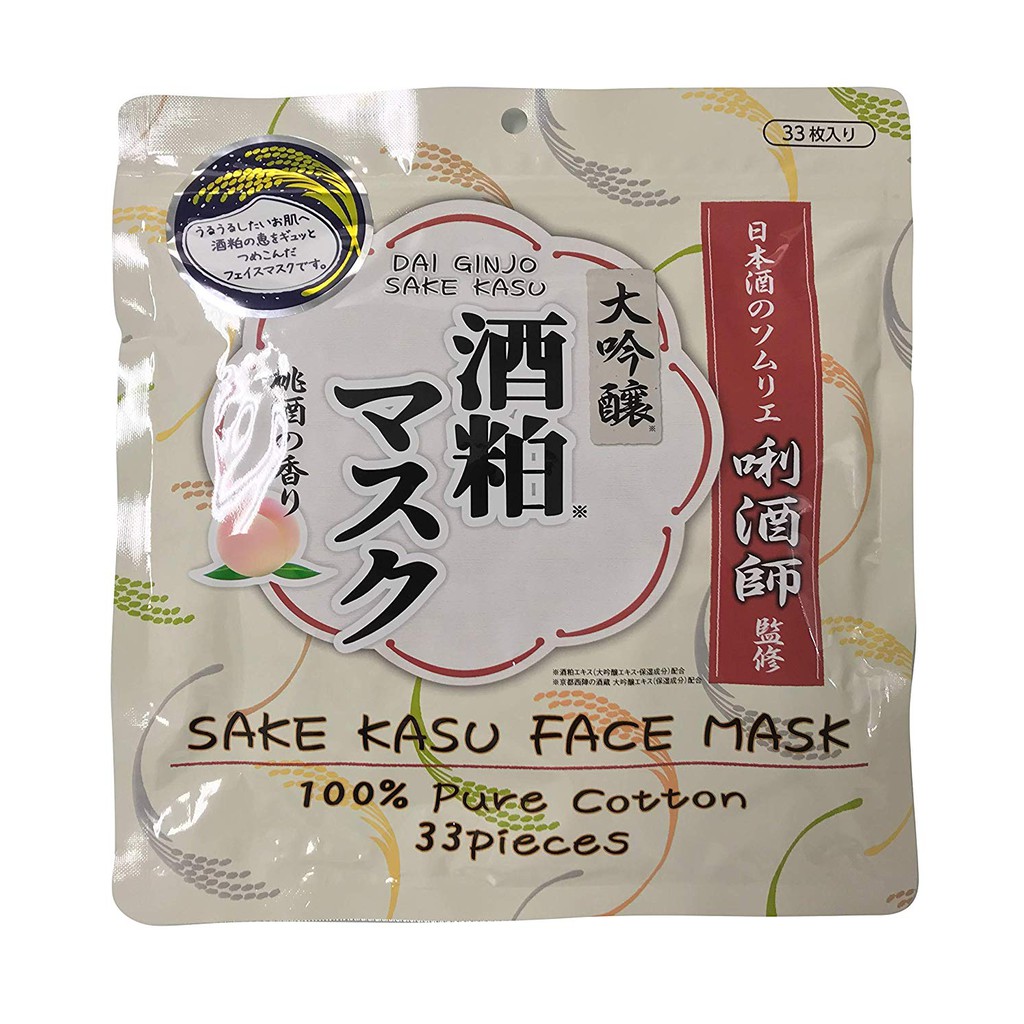 33枚入り
うるうるしたいお肌へ
酒粕の恵をギュッと
つめこんだ
フェイスマスクです。
DAI GINJO
SAKE KASU
日本酒のソムリエ 唎酒師 監修
大吟醸※
酒粕※
マスク
桃酒の香り
※酒粕エキス(大吟醸エキス・保湿成分)配合
※京都西陣の酒蔵 大吟醸エキス(保湿成分)配合
SAKE KASU FACE MASK
100% Pure Cotton
33pieces